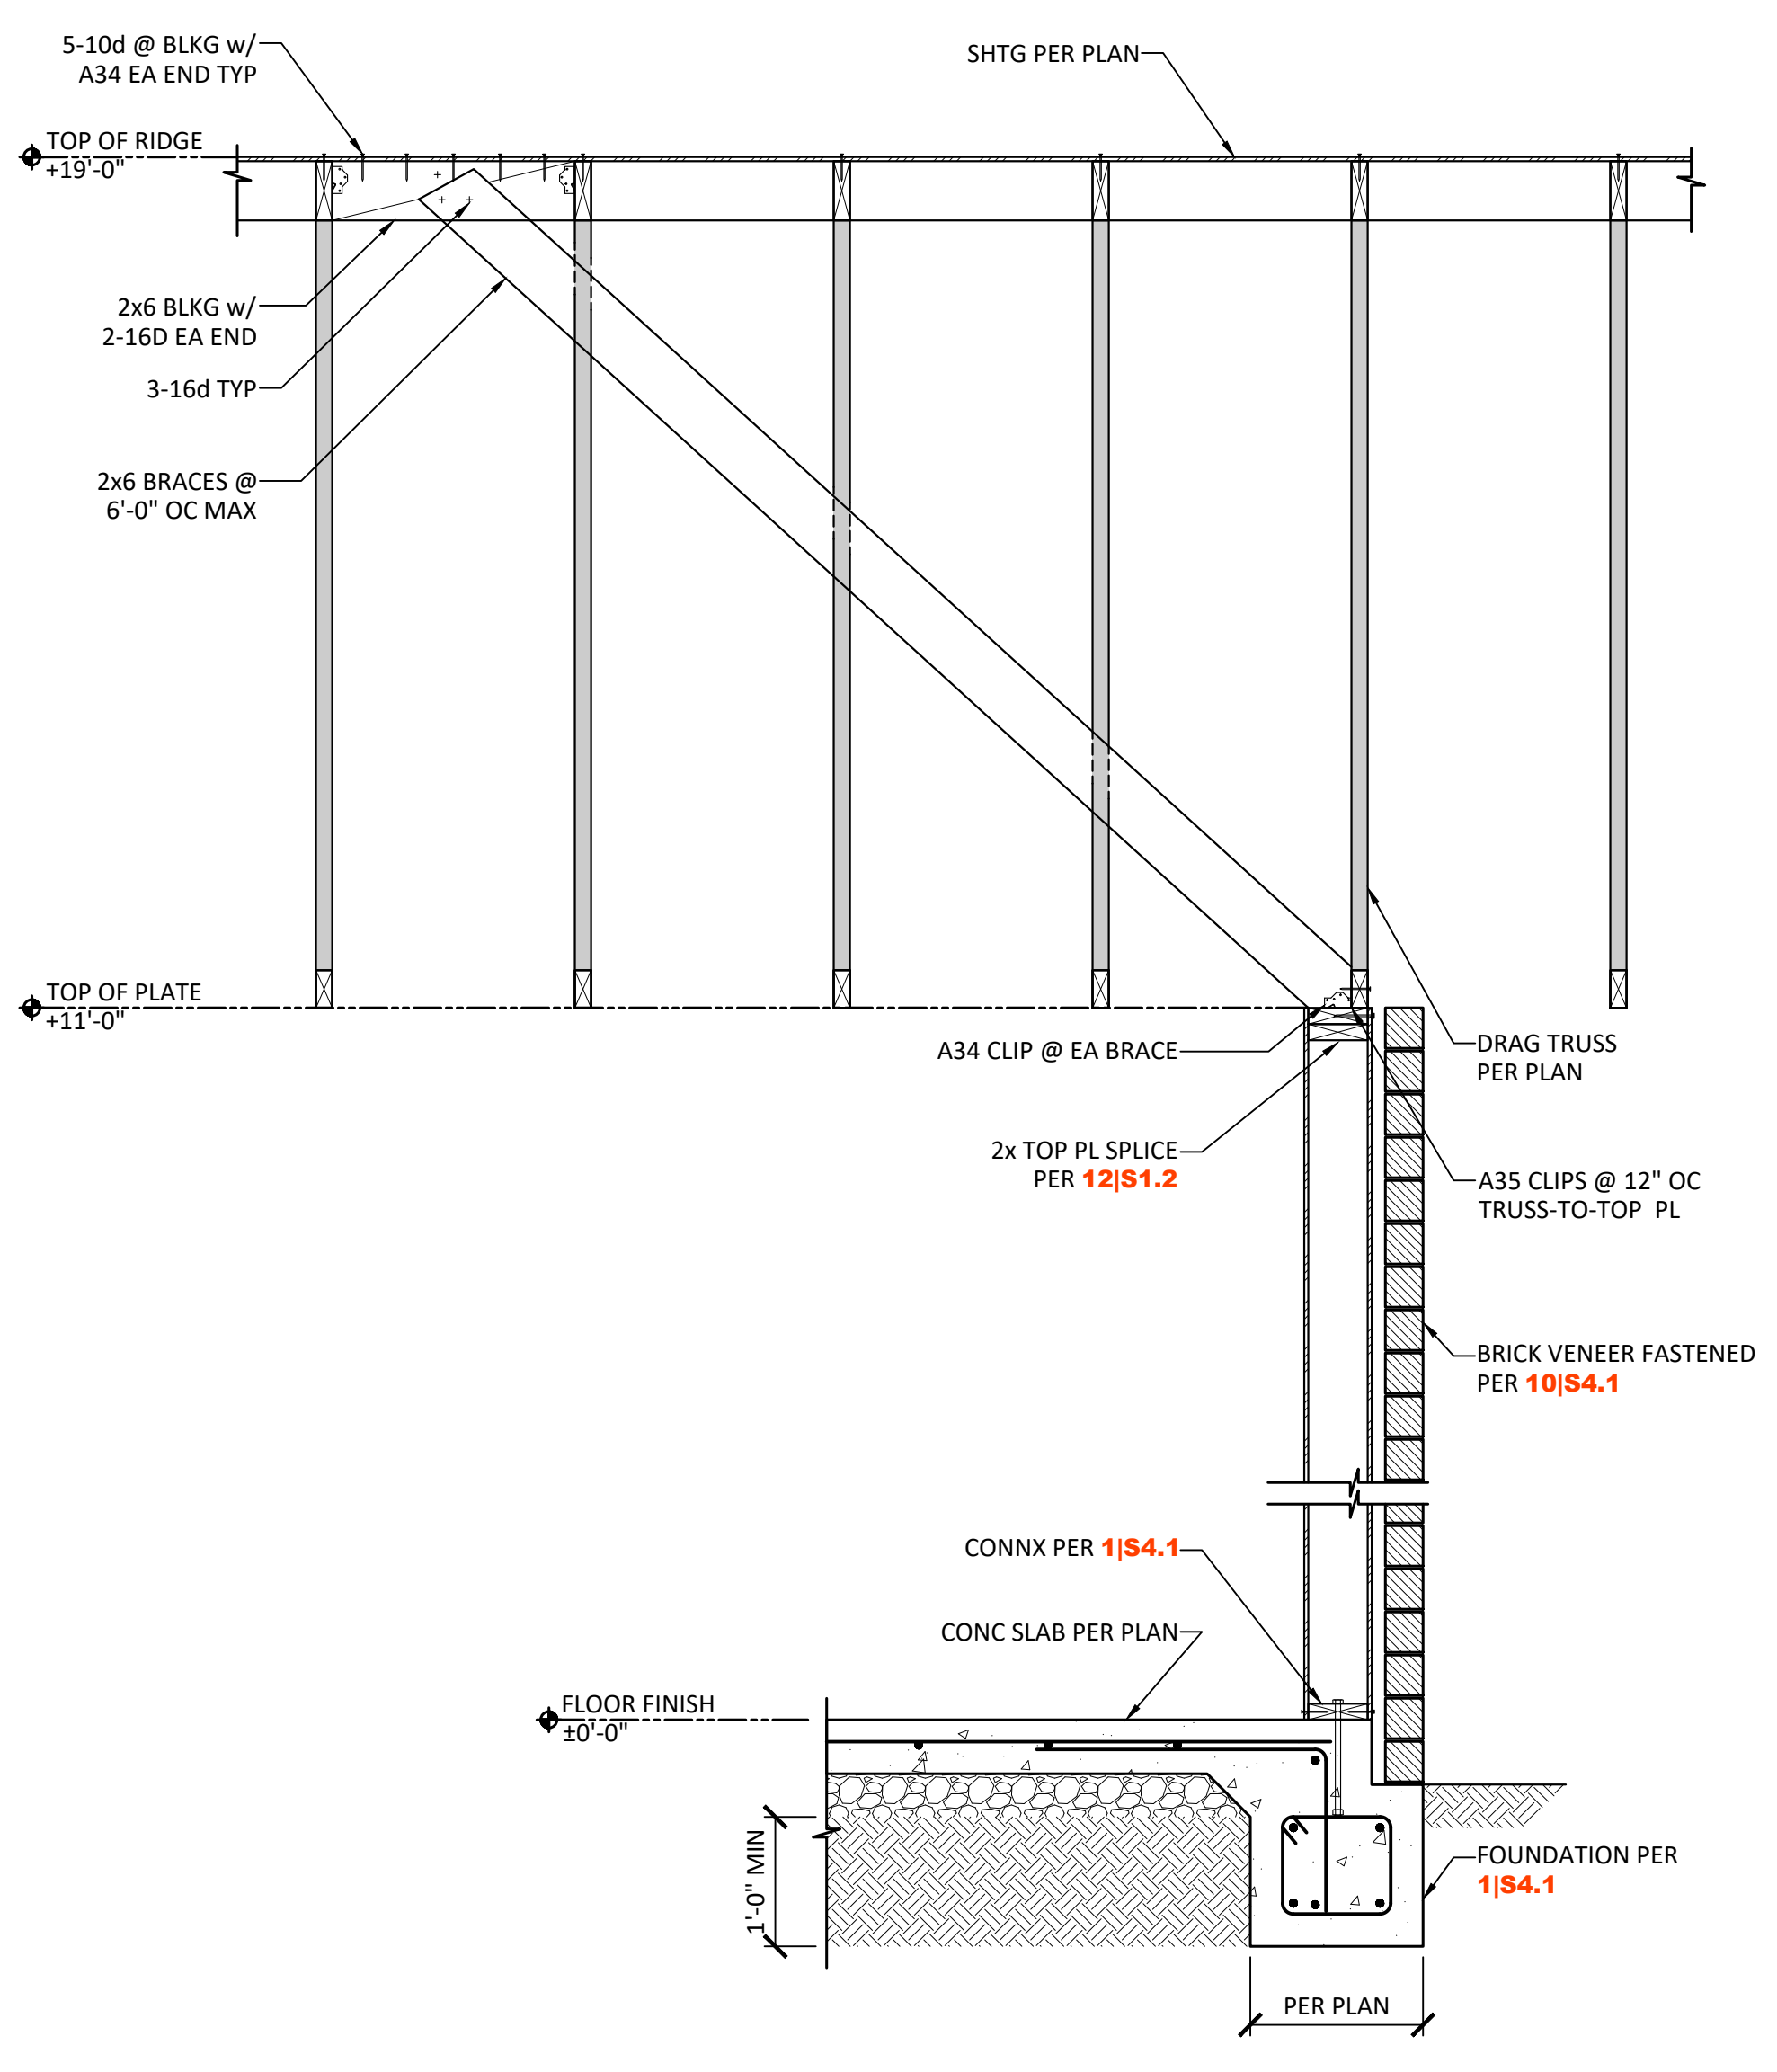 5-10d @ BLKG w/
A34 EA END TYP
SHTG PER PLAN
TOP OF RIDGE
+19'-0"
2x6 BLKG w/
2-16D EA END
3-16d TYP
2x6 BRACES @
6'-0" OC MAX
TOP OF PLATE
+11'-0"
A34 CLIP @ EA BRACE
DRAG TRUSS
PER PLAN
2x TOP PL SPLICE
PER 12|S1.2
A35 CLIPS @ 12" OC
TRUSS-TO-TOP PL
BRICK VENEER FASTENED
PER 10|S4.1
CONNX PER 1|S4.1
CONC SLAB PER PLAN
FLOOR FINISH
±0'-0"
1'-0" MIN
FOUNDATION PER
1|S4.1
PER PLAN